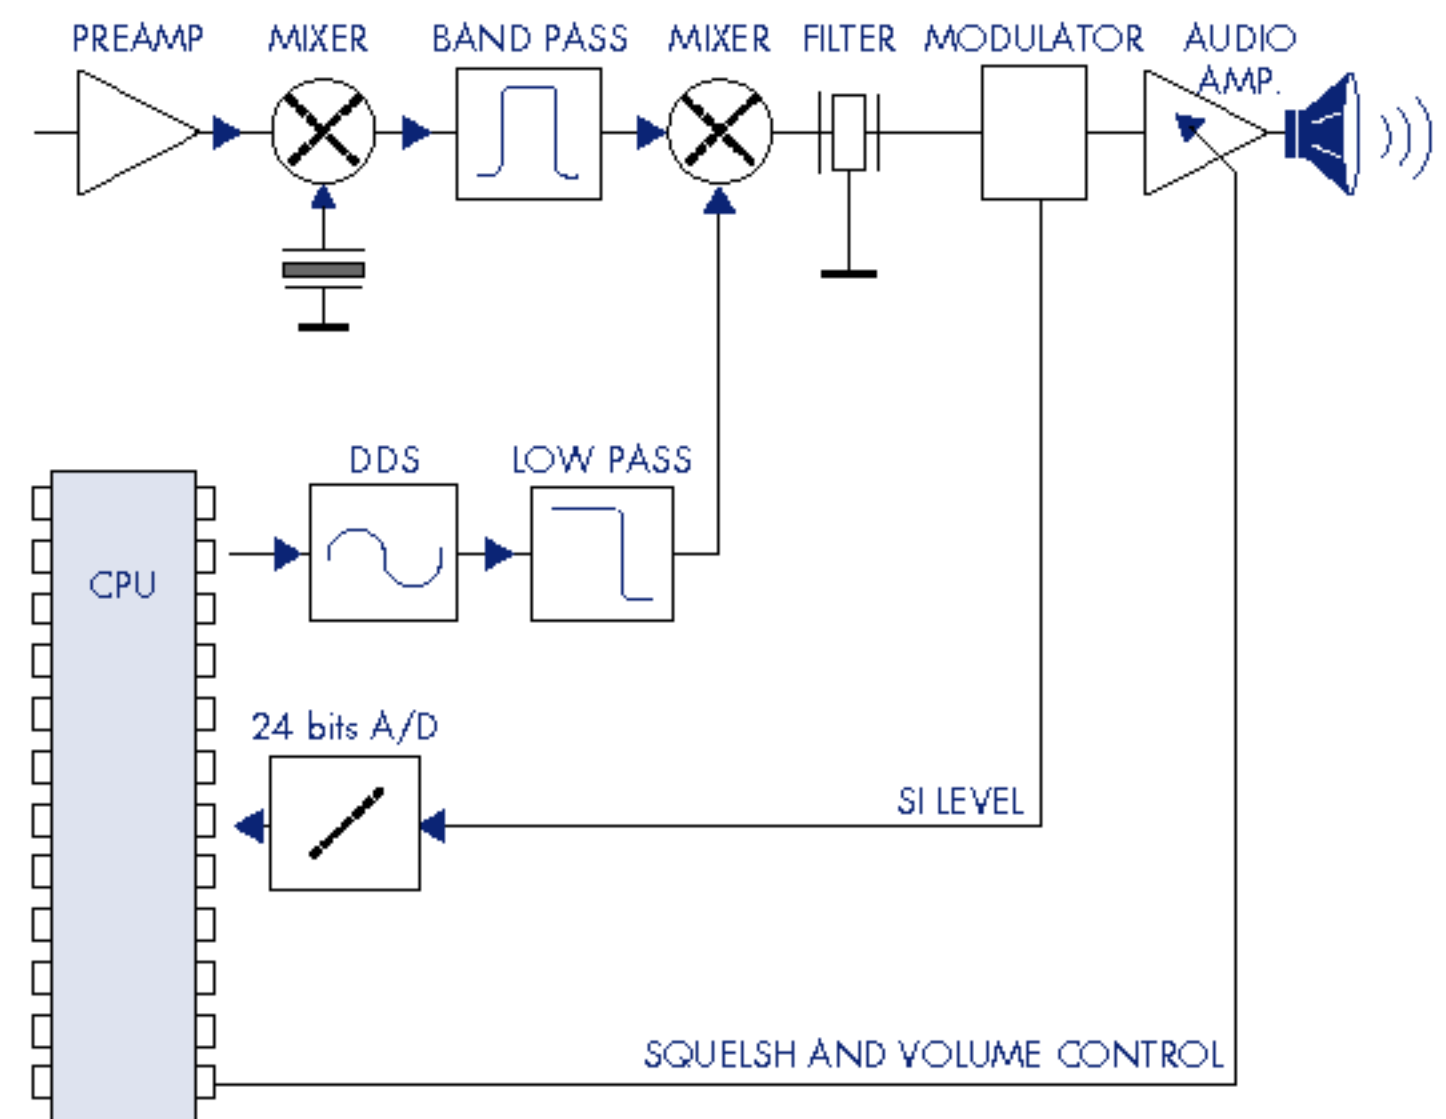 PREAMP
MIXER
BAND PASS
MIXER
FILTER
MODULATOR
AUDIO
AMP.
DDS
LOW PASS
CPU
24 bits A/D
SI LEVEL
SQUELSH AND VOLUME CONTROL